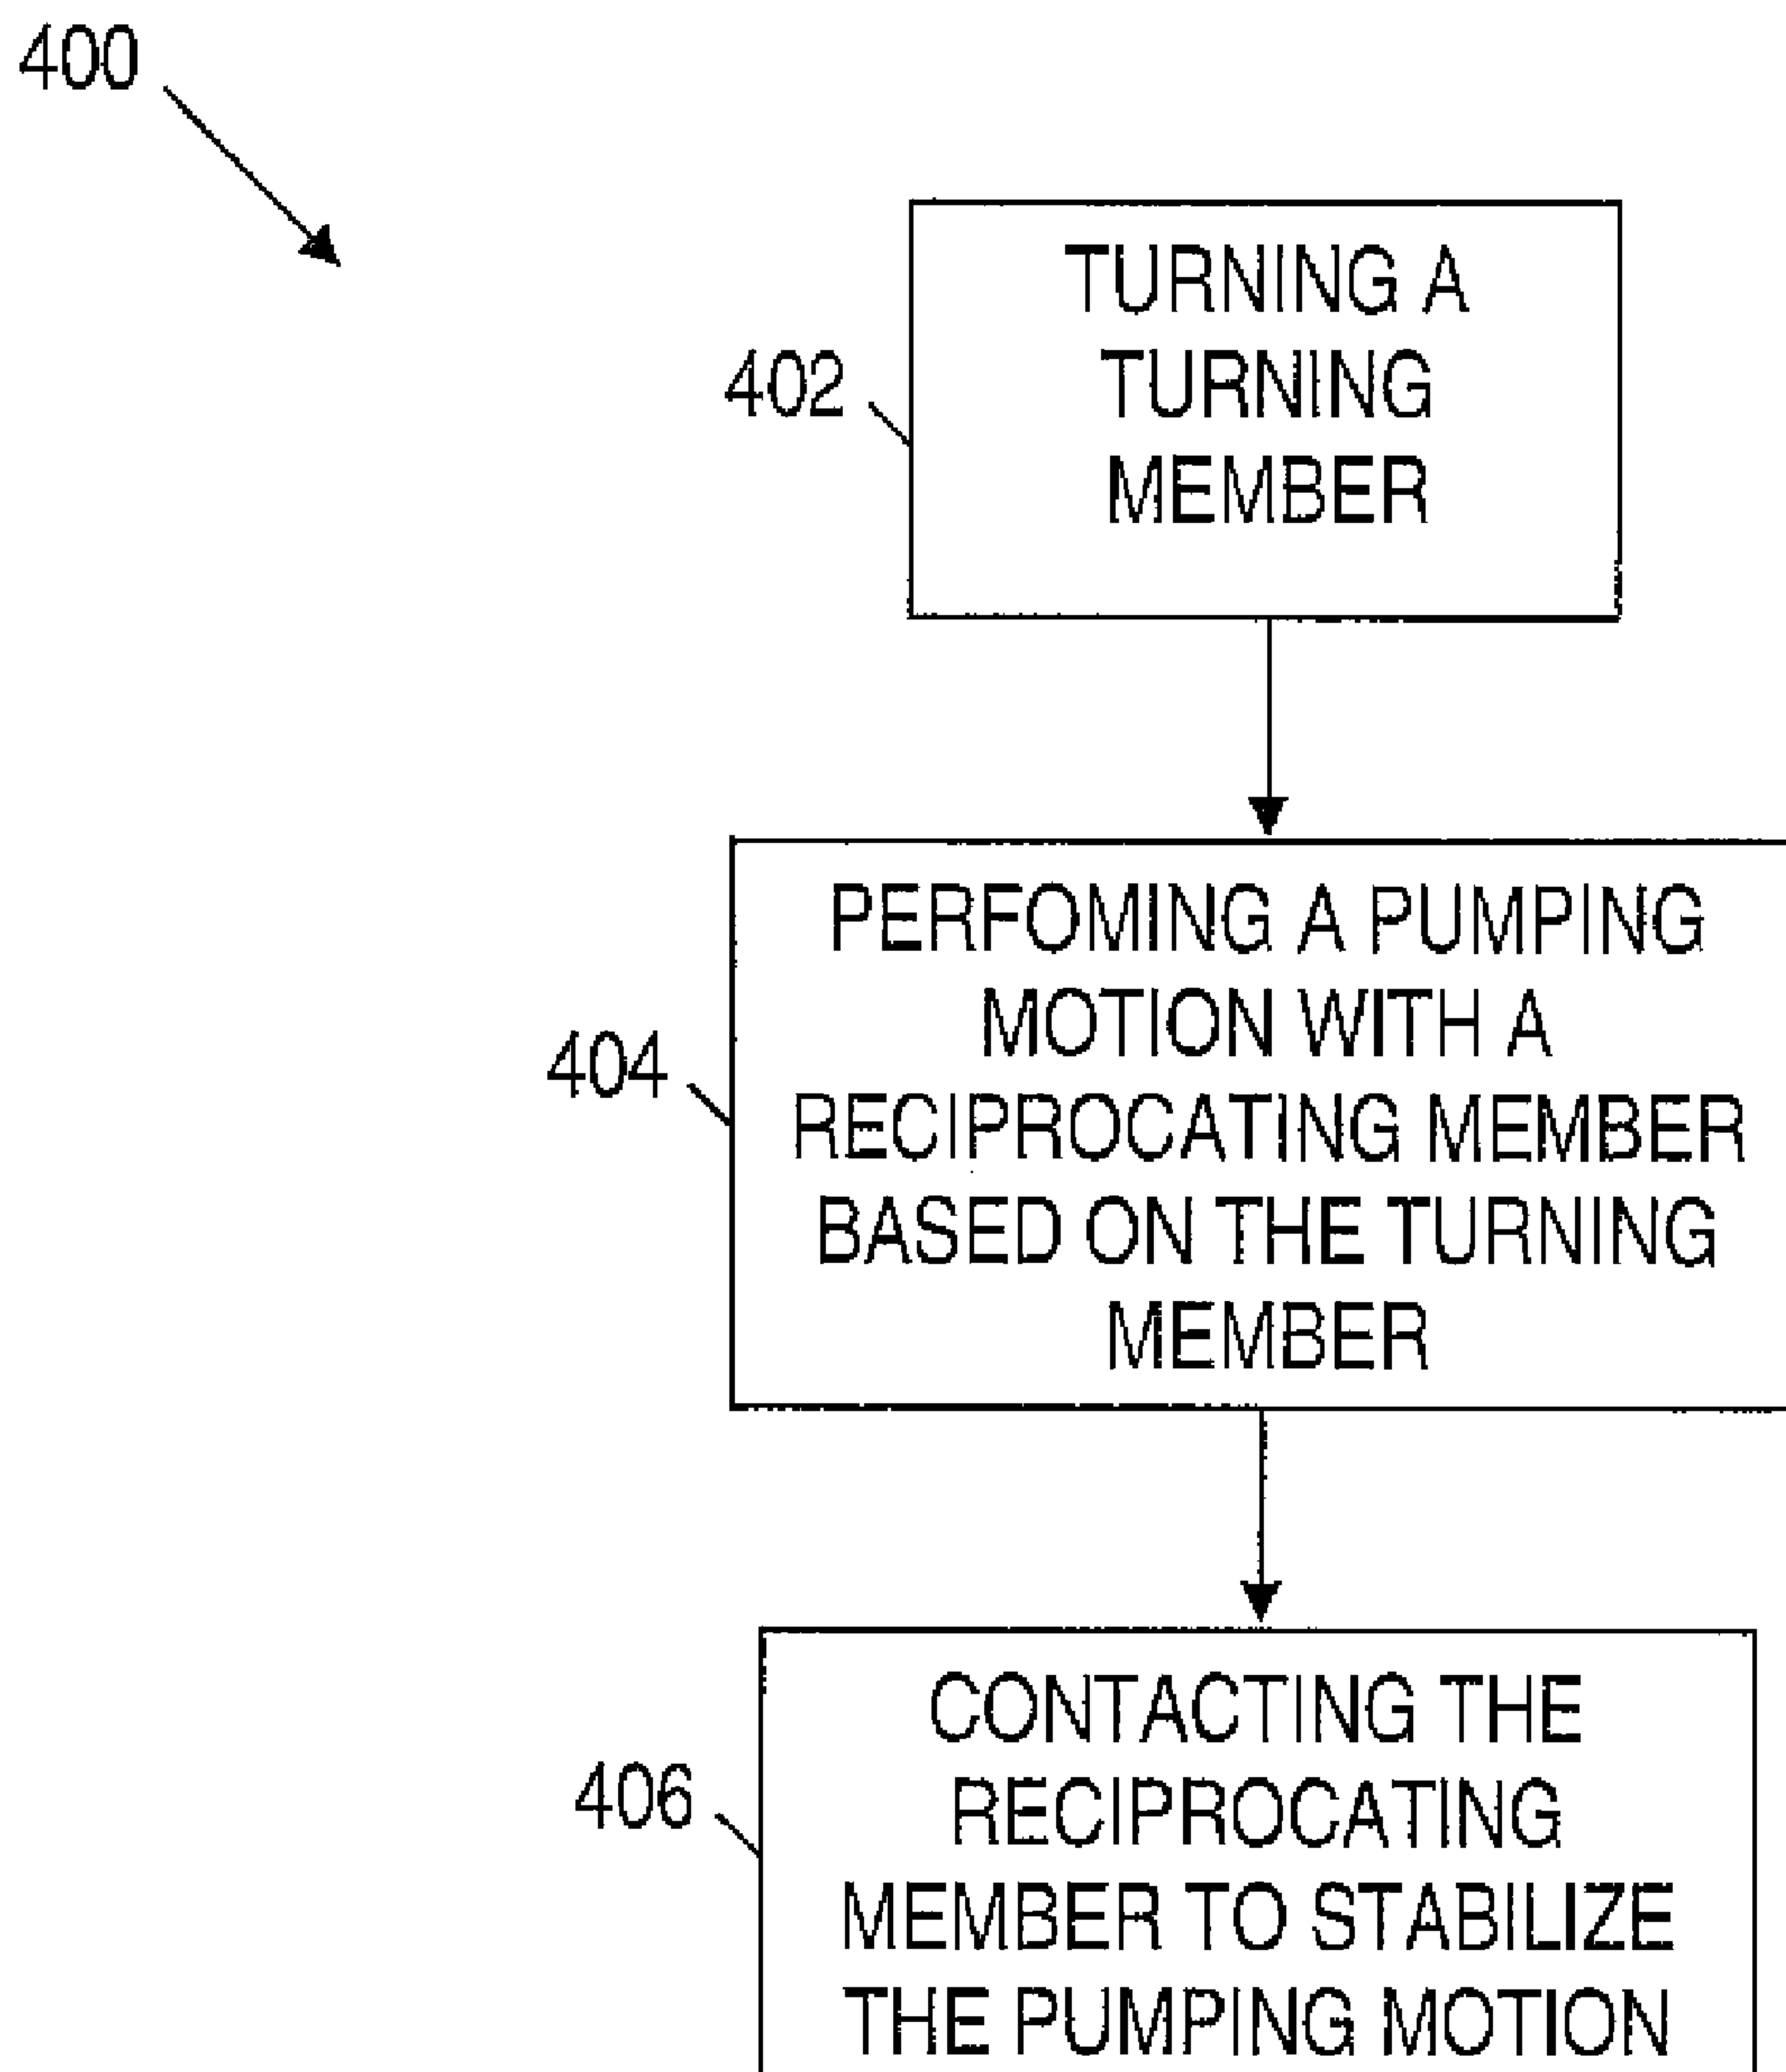 400
402
TURNING A
TURNING
MEMBER
404
PERFOMING A PUMPING
MOTION WITH A
RECIPROCATING MEMBER
BASED ON THE TURNING
MEMBER
406
CONTACTING THE
RECIPROCATING
MEMBER TO STABILIZE
THE PUMPING MOTION